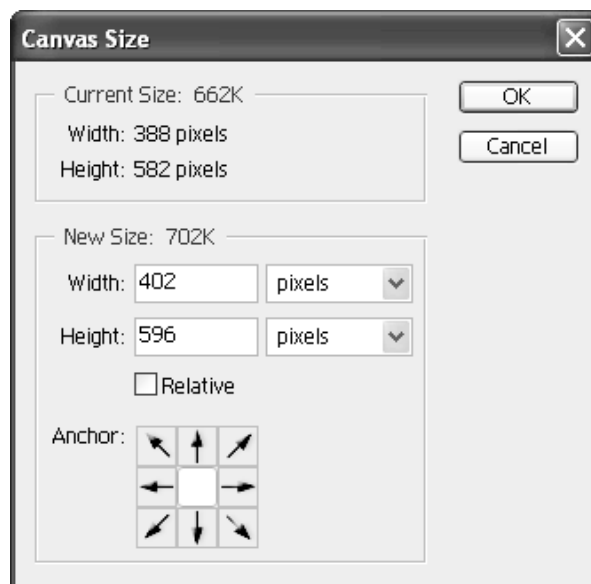 Canvas Size
Current Size: 662K
OK
Width: 388 pixels
Cancel
Height: 582 pixels
New Size: 702K
Width: 402 pixels
Height: 596 pixels
Relative
Anchor: